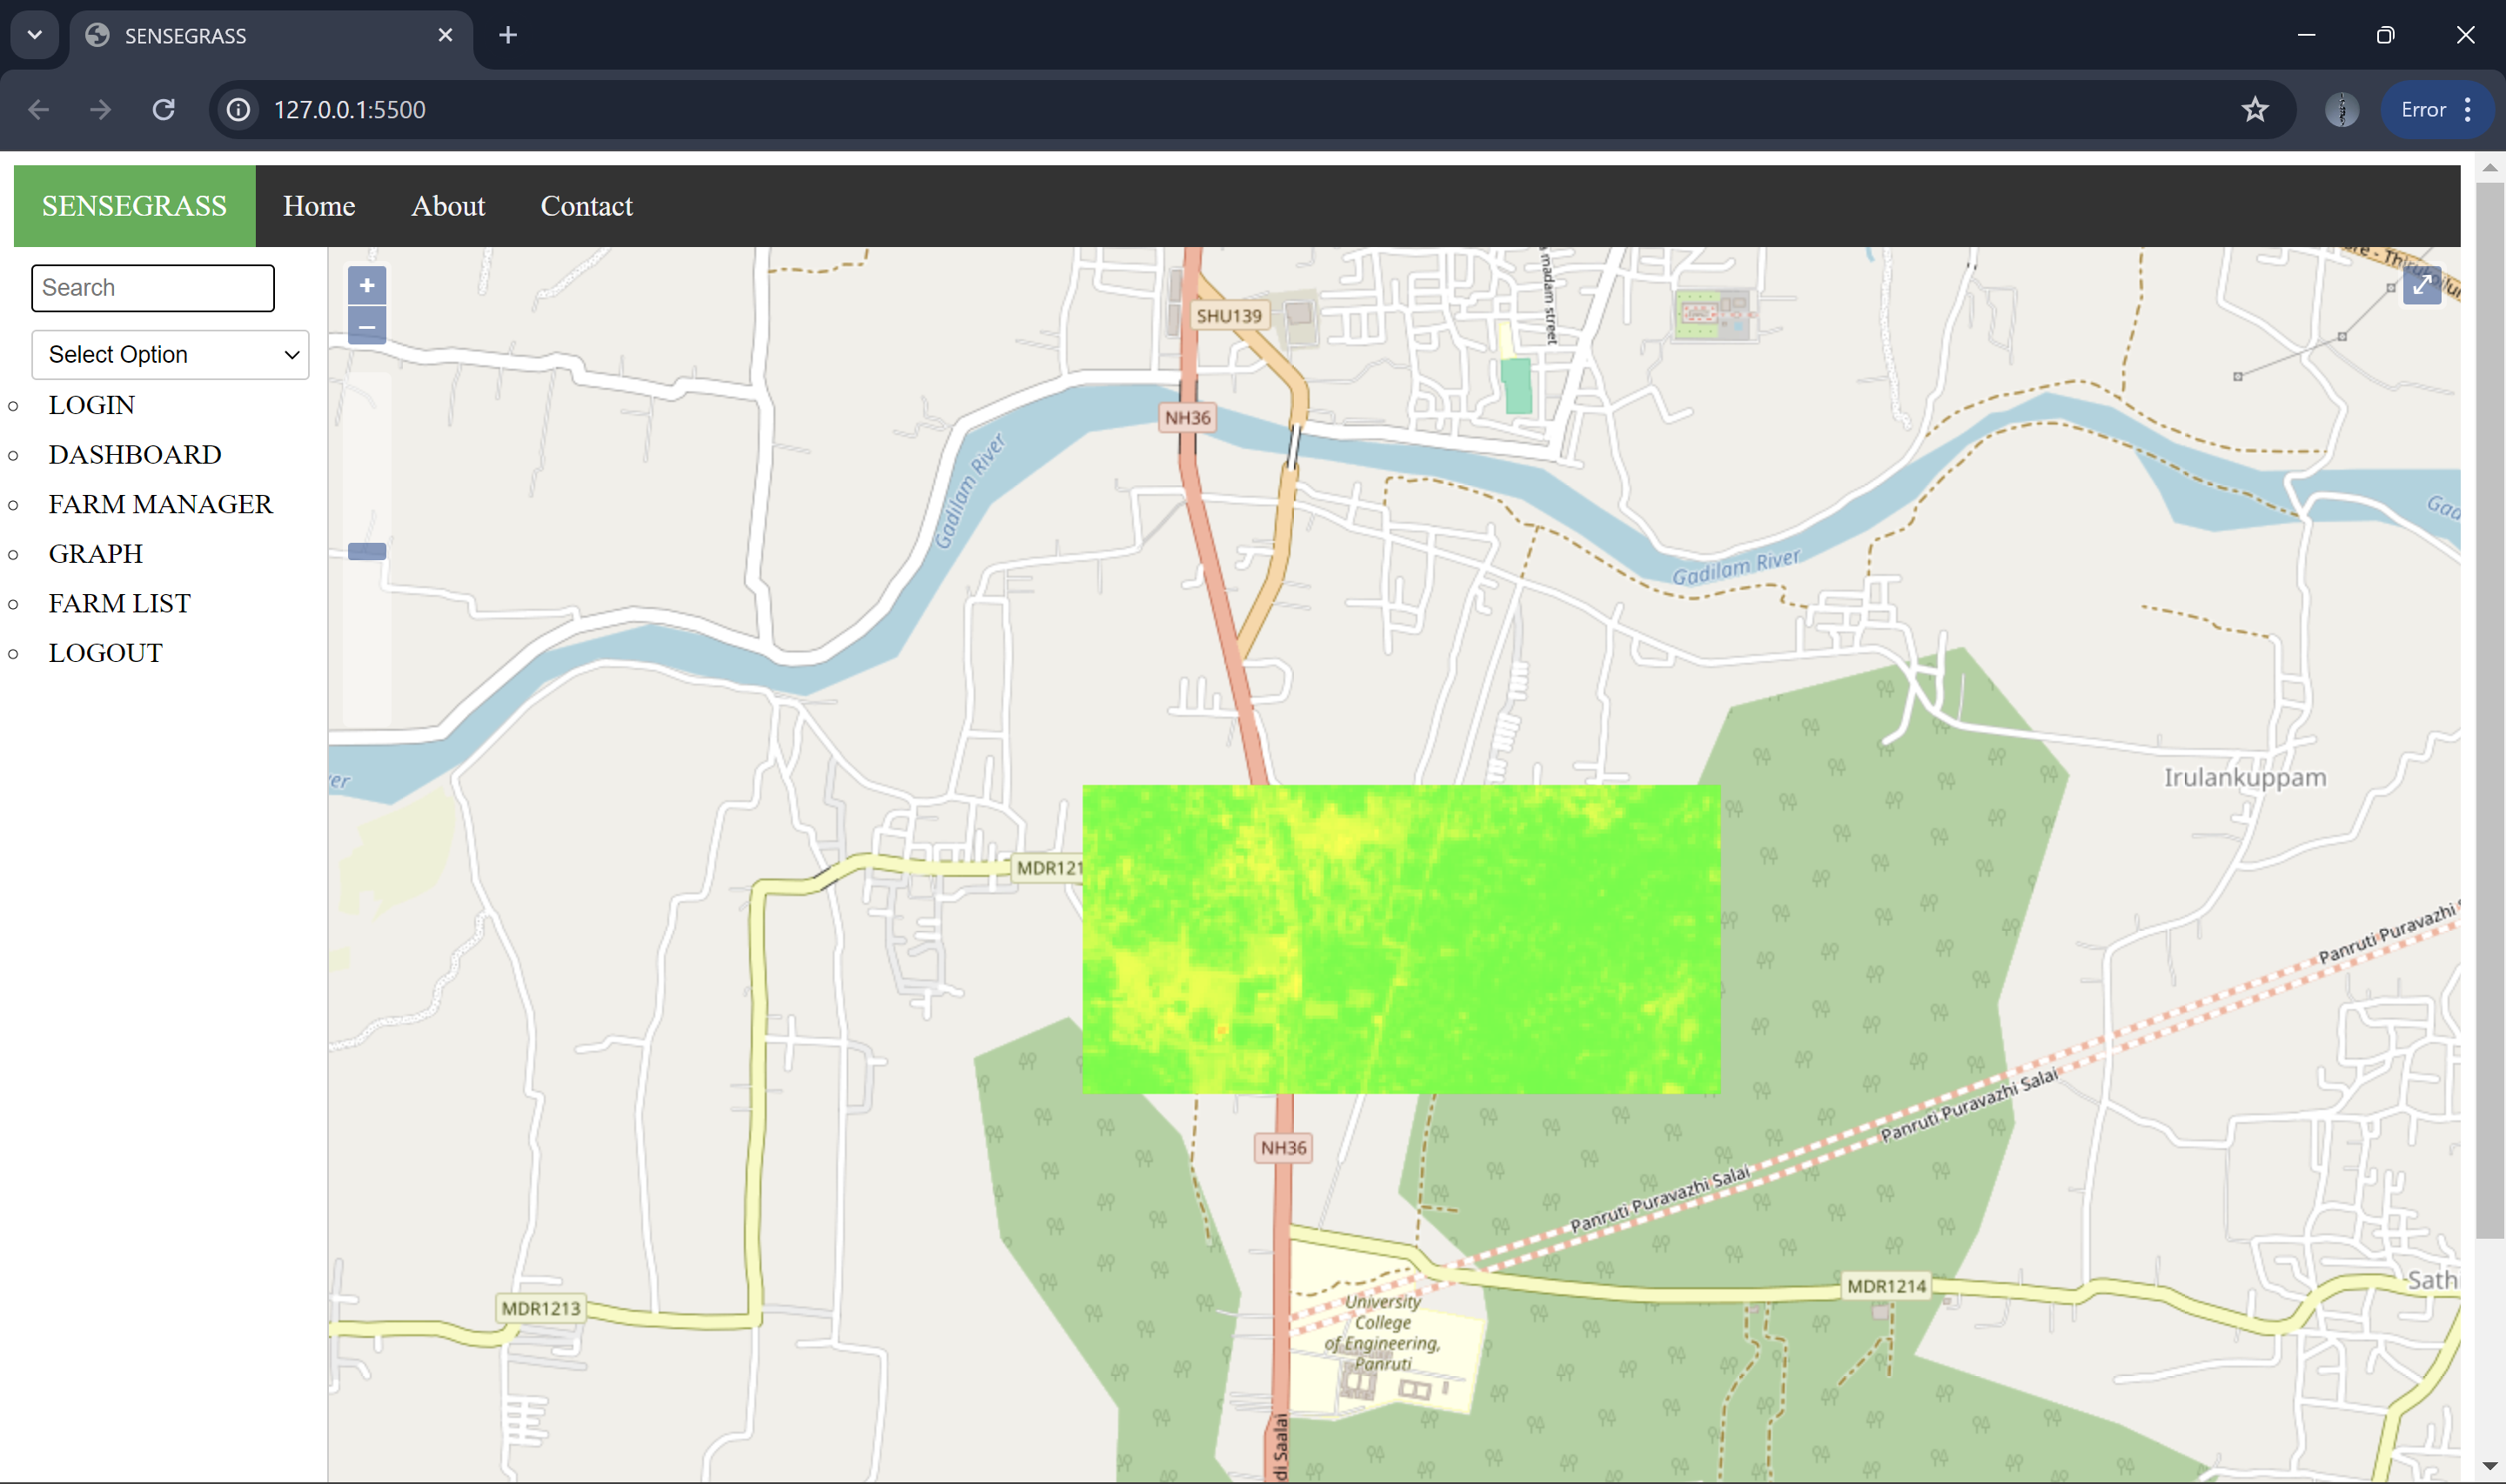 SENSEGRASS
127.0.0.1:5500
Error
SENSEGRASS Home About Contact
Search
Select Option
LOGIN
DASHBOARD
FARM MANAGER
GRAPH
FARM LIST
LOGOUT
+
–
madam street
SHU139
NH36
Gadilam River
Gadilam River
Gad
er
Irulankuppam
MDR121
Panruti Puravazhi
Panruti Puravazhi Salai
Panruti Puravazhi Salai
NH36
MDR1214
Sath
MDR1213
University
College
of Engineering,
Panruti
di Saalai